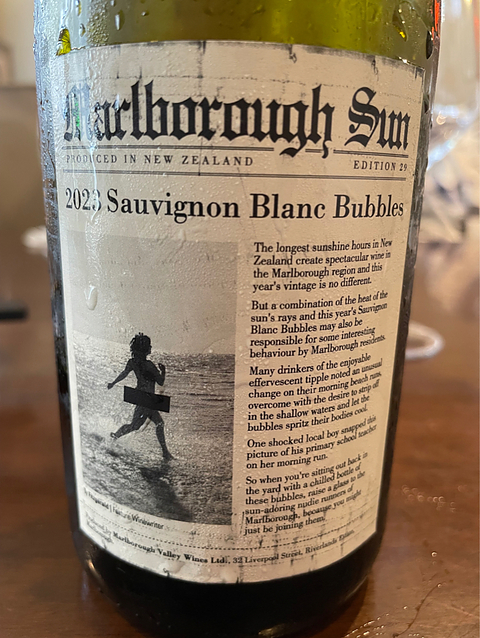 Marlborough Sun
PRODUCED IN NEW ZEALAND
EDITION 29
2023 Sauvignon Blanc Bubbles
The longest sunshine hours in New
Zealand create spectacular wine in
the Marlborough region and this
year's vintage is no different.
But a combination of the heat of the
sun's rays and this year's Sauvignon
Blanc Bubbles may also be
responsible for some interesting
behaviour by Marlborough residents.
Many drinkers of the enjoyable
effervescent tipple noted an unusual
change on their morning beach runs,
overcome with the desire to strip off
in the shallow waters and let the
bubbles spritz their bodies cool.
One shocked local boy snapped this
picture of his primary school teacher
on her morning run.
So when you're sitting out back in
the yard with a chilled bottle of
these bubbles, raise a glass to the
sun-adoring nudie runners of
Marlborough, because you might
just be joining them.
Winewriter
Marlborough Valley Wines Ltd., 32 Liverpool Street, Riverlands Estate,